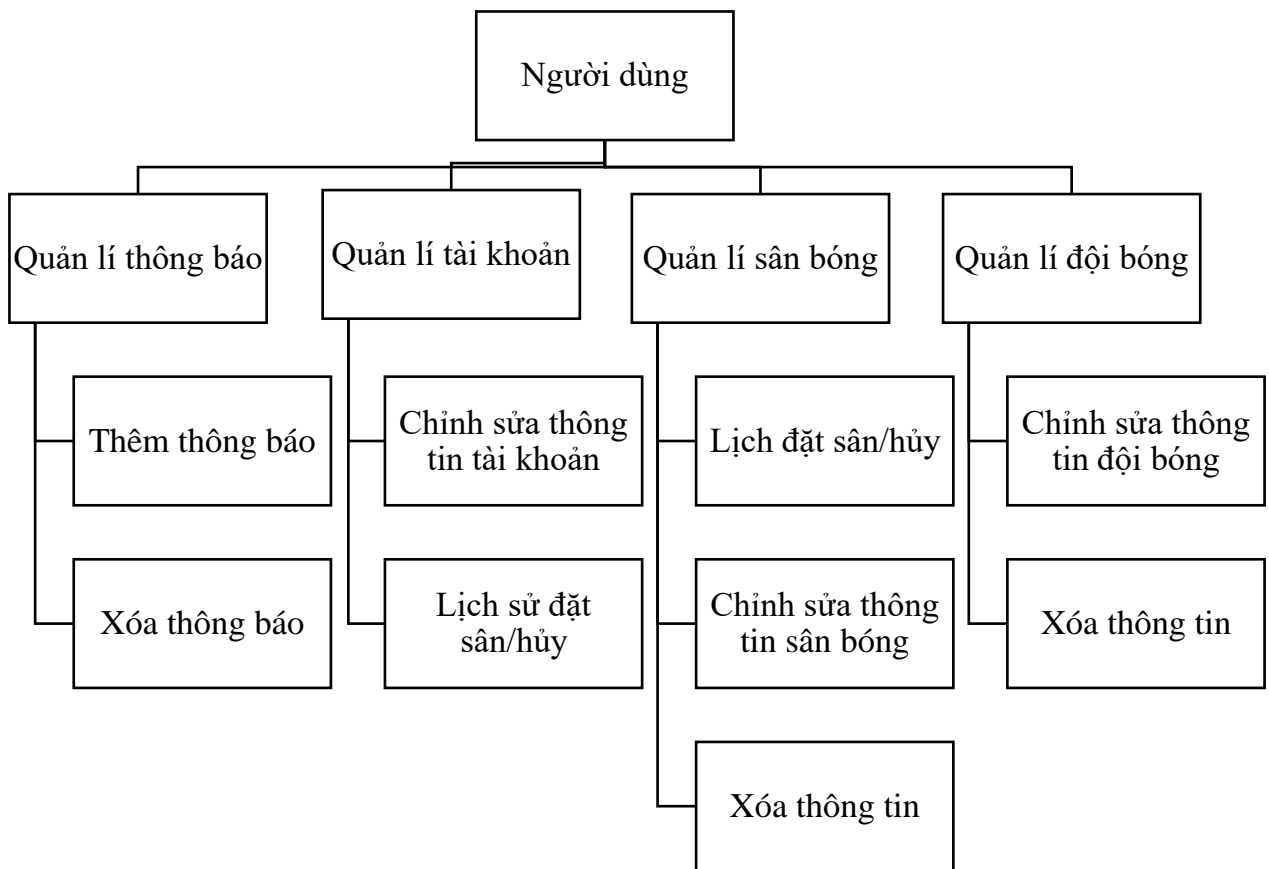 Người dùng
Quản lí thông báo
Quản lí tài khoản
Quản lí sân bóng
Quản lí đội bóng
Thêm thông báo
Chỉnh sửa thông
tin tài khoản
Lịch đặt sân/hủy
Chỉnh sửa thông
tin đội bóng
Xóa thông báo
Lịch sử đặt
sân/hủy
Chỉnh sửa thông
tin sân bóng
Xóa thông tin
Xóa thông tin